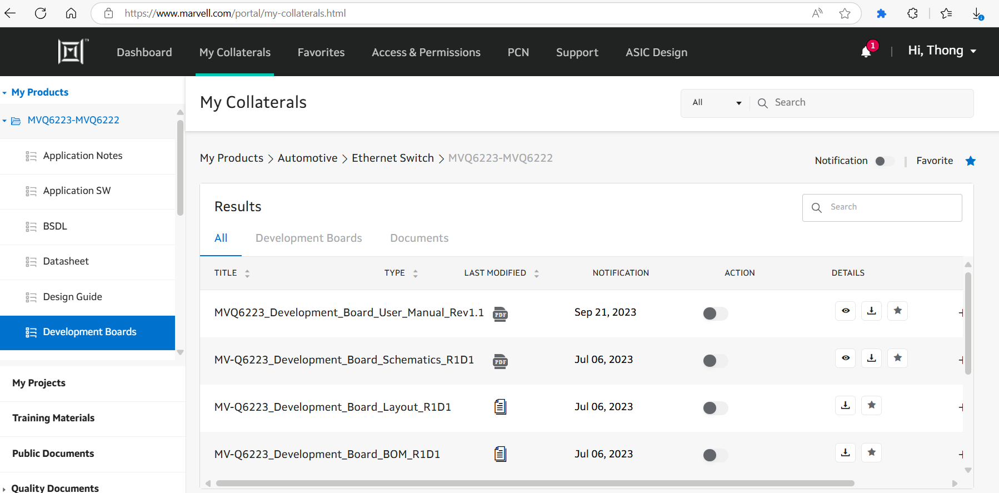 https://www.marvell.com/portal/my-collaterals.html
Dashboard My Collaterals Favorites Access & Permissions PCN Support ASIC Design 1 Hi, Thong
My Products
MVQ6223-MVQ6222
Application Notes
Application SW
BSDL
Datasheet
Design Guide
Development Boards
My Projects
Training Materials
Public Documents
Quality Documents
My Collaterals
All Search
My Products > Automotive > Ethernet Switch > MVQ6223-MVQ6222
Notification | Favorite
Results
Search
All Development Boards Documents
TITLE TYPE LAST MODIFIED NOTIFICATION ACTION DETAILS
MVQ6223_Development_Board_User_Manual_Rev1.1 PDF Sep 21, 2023
MV-Q6223_Development_Board_Schematics_R1D1 PDF Jul 06, 2023
MV-Q6223_Development_Board_Layout_R1D1 Jul 06, 2023
MV-Q6223_Development_Board_BOM_R1D1 Jul 06, 2023